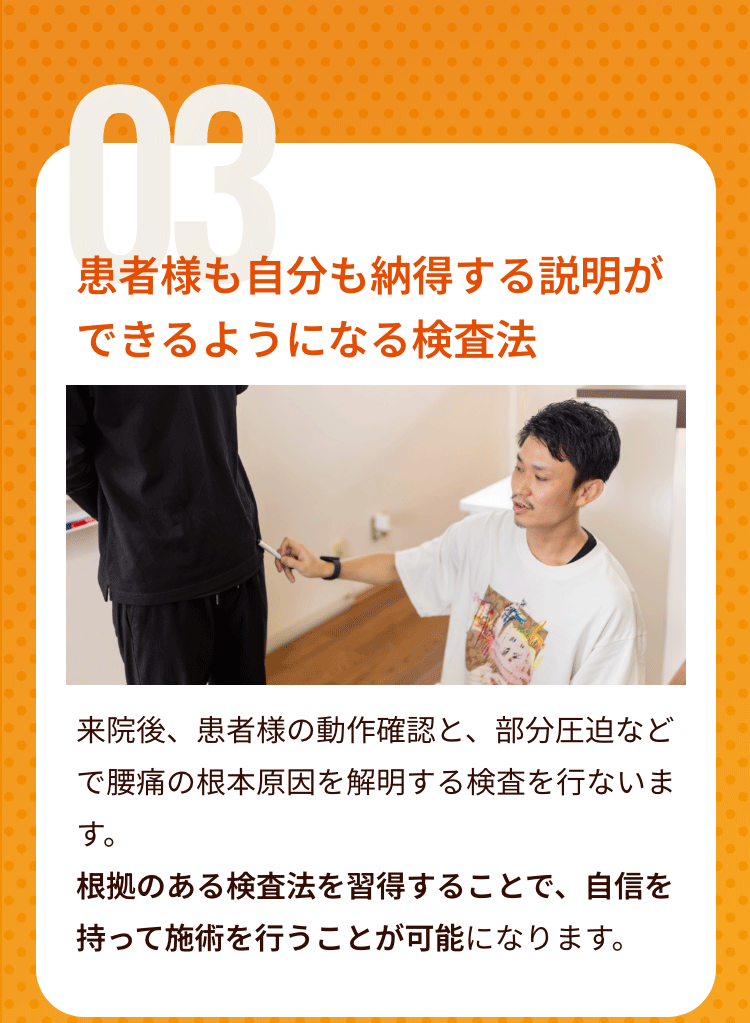 03
患者様も自分も納得する説明が
できるようになる検査法
来院後、患者様の動作確認と、部分圧迫など
で腰痛の根本原因を解明する検査を行ないま
す。
根拠のある検査法を習得することで、自信を
持って施術を行うことが可能になります。